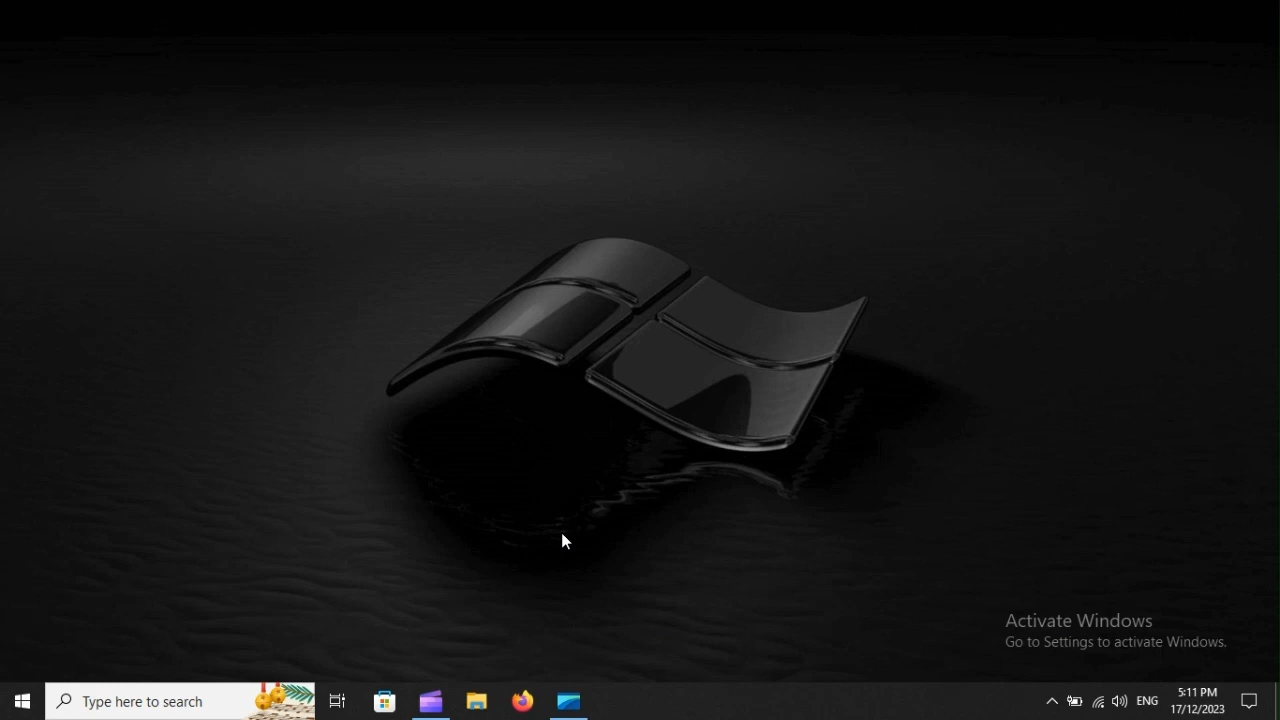 Activate Windows
Go to Settings to activate Windows.
Type here to search
ENG
5:11 PM
17/12/2023